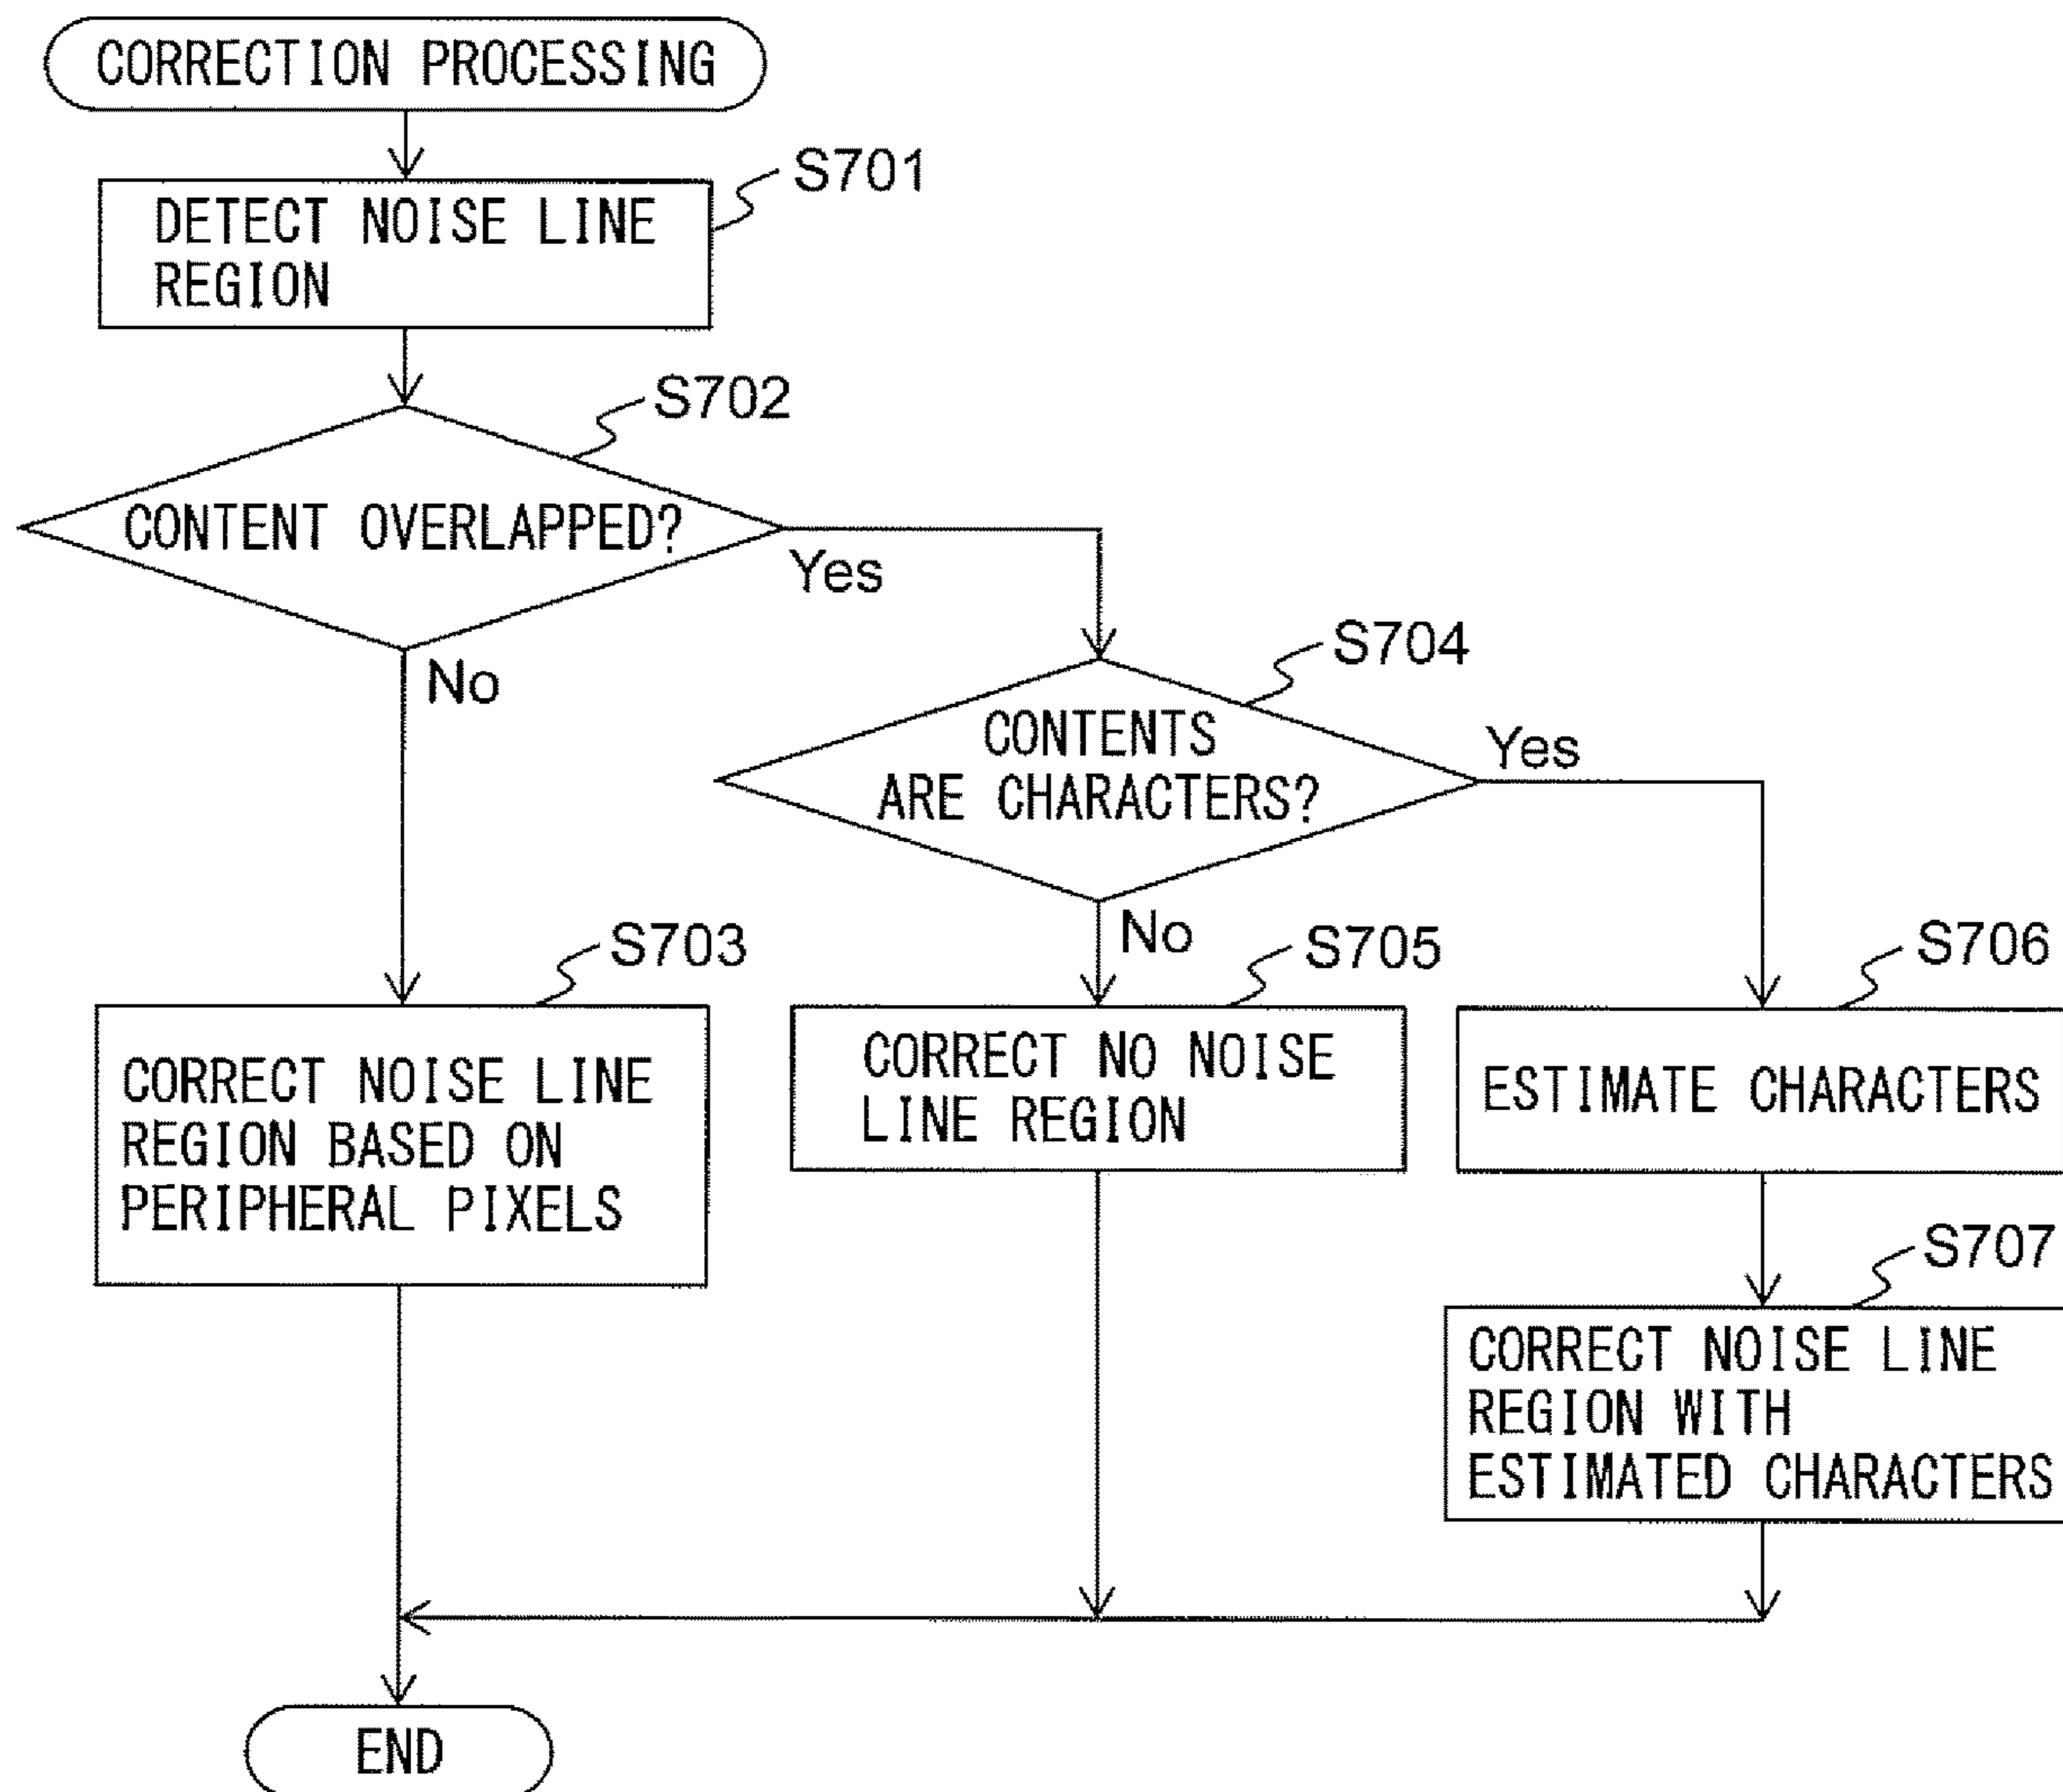 CORRECTION PROCESSING
S701
DETECT NOISE LINE
REGION
S702
CONTENT OVERLAPPED?
Yes
No
S704
CONTENTS
ARE CHARACTERS?
Yes
No
S703
CORRECT NOISE LINE
REGION BASED ON
PERIPHERAL PIXELS
S705
CORRECT NO NOISE
LINE REGION
S706
ESTIMATE CHARACTERS
S707
CORRECT NOISE LINE
REGION WITH
ESTIMATED CHARACTERS
END